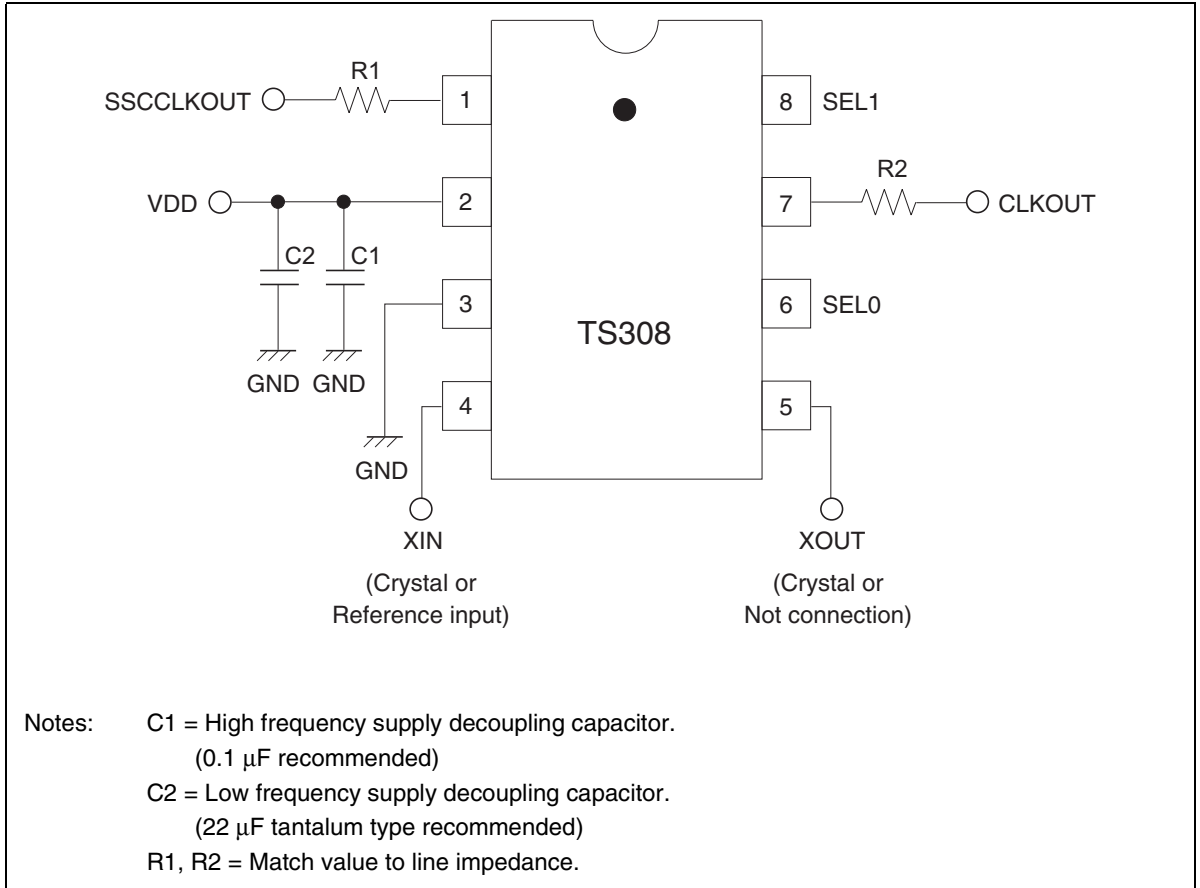 R1
SSCCLKOUT
1
8
SEL1
R2
VDD
2
7
CLKOUT
C2
C1
3
6
SEL0
TS308
GND
GND
4
5
GND
XIN
XOUT
(Crystal or
Reference input)
(Crystal or
Not connection)
Notes:
C1 = High frequency supply decoupling capacitor.
(0.1 μF recommended)
C2 = Low frequency supply decoupling capacitor.
(22 μF tantalum type recommended)
R1, R2 = Match value to line impedance.